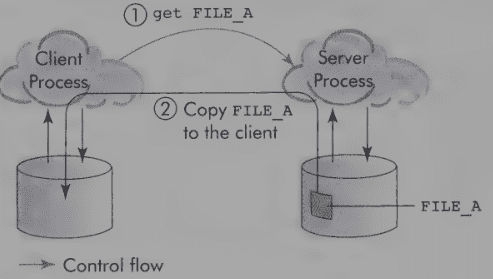 ① get FILE_A
Client
Process
Server
Process
② Copy FILE_A
to the client
FILE_A
Control flow